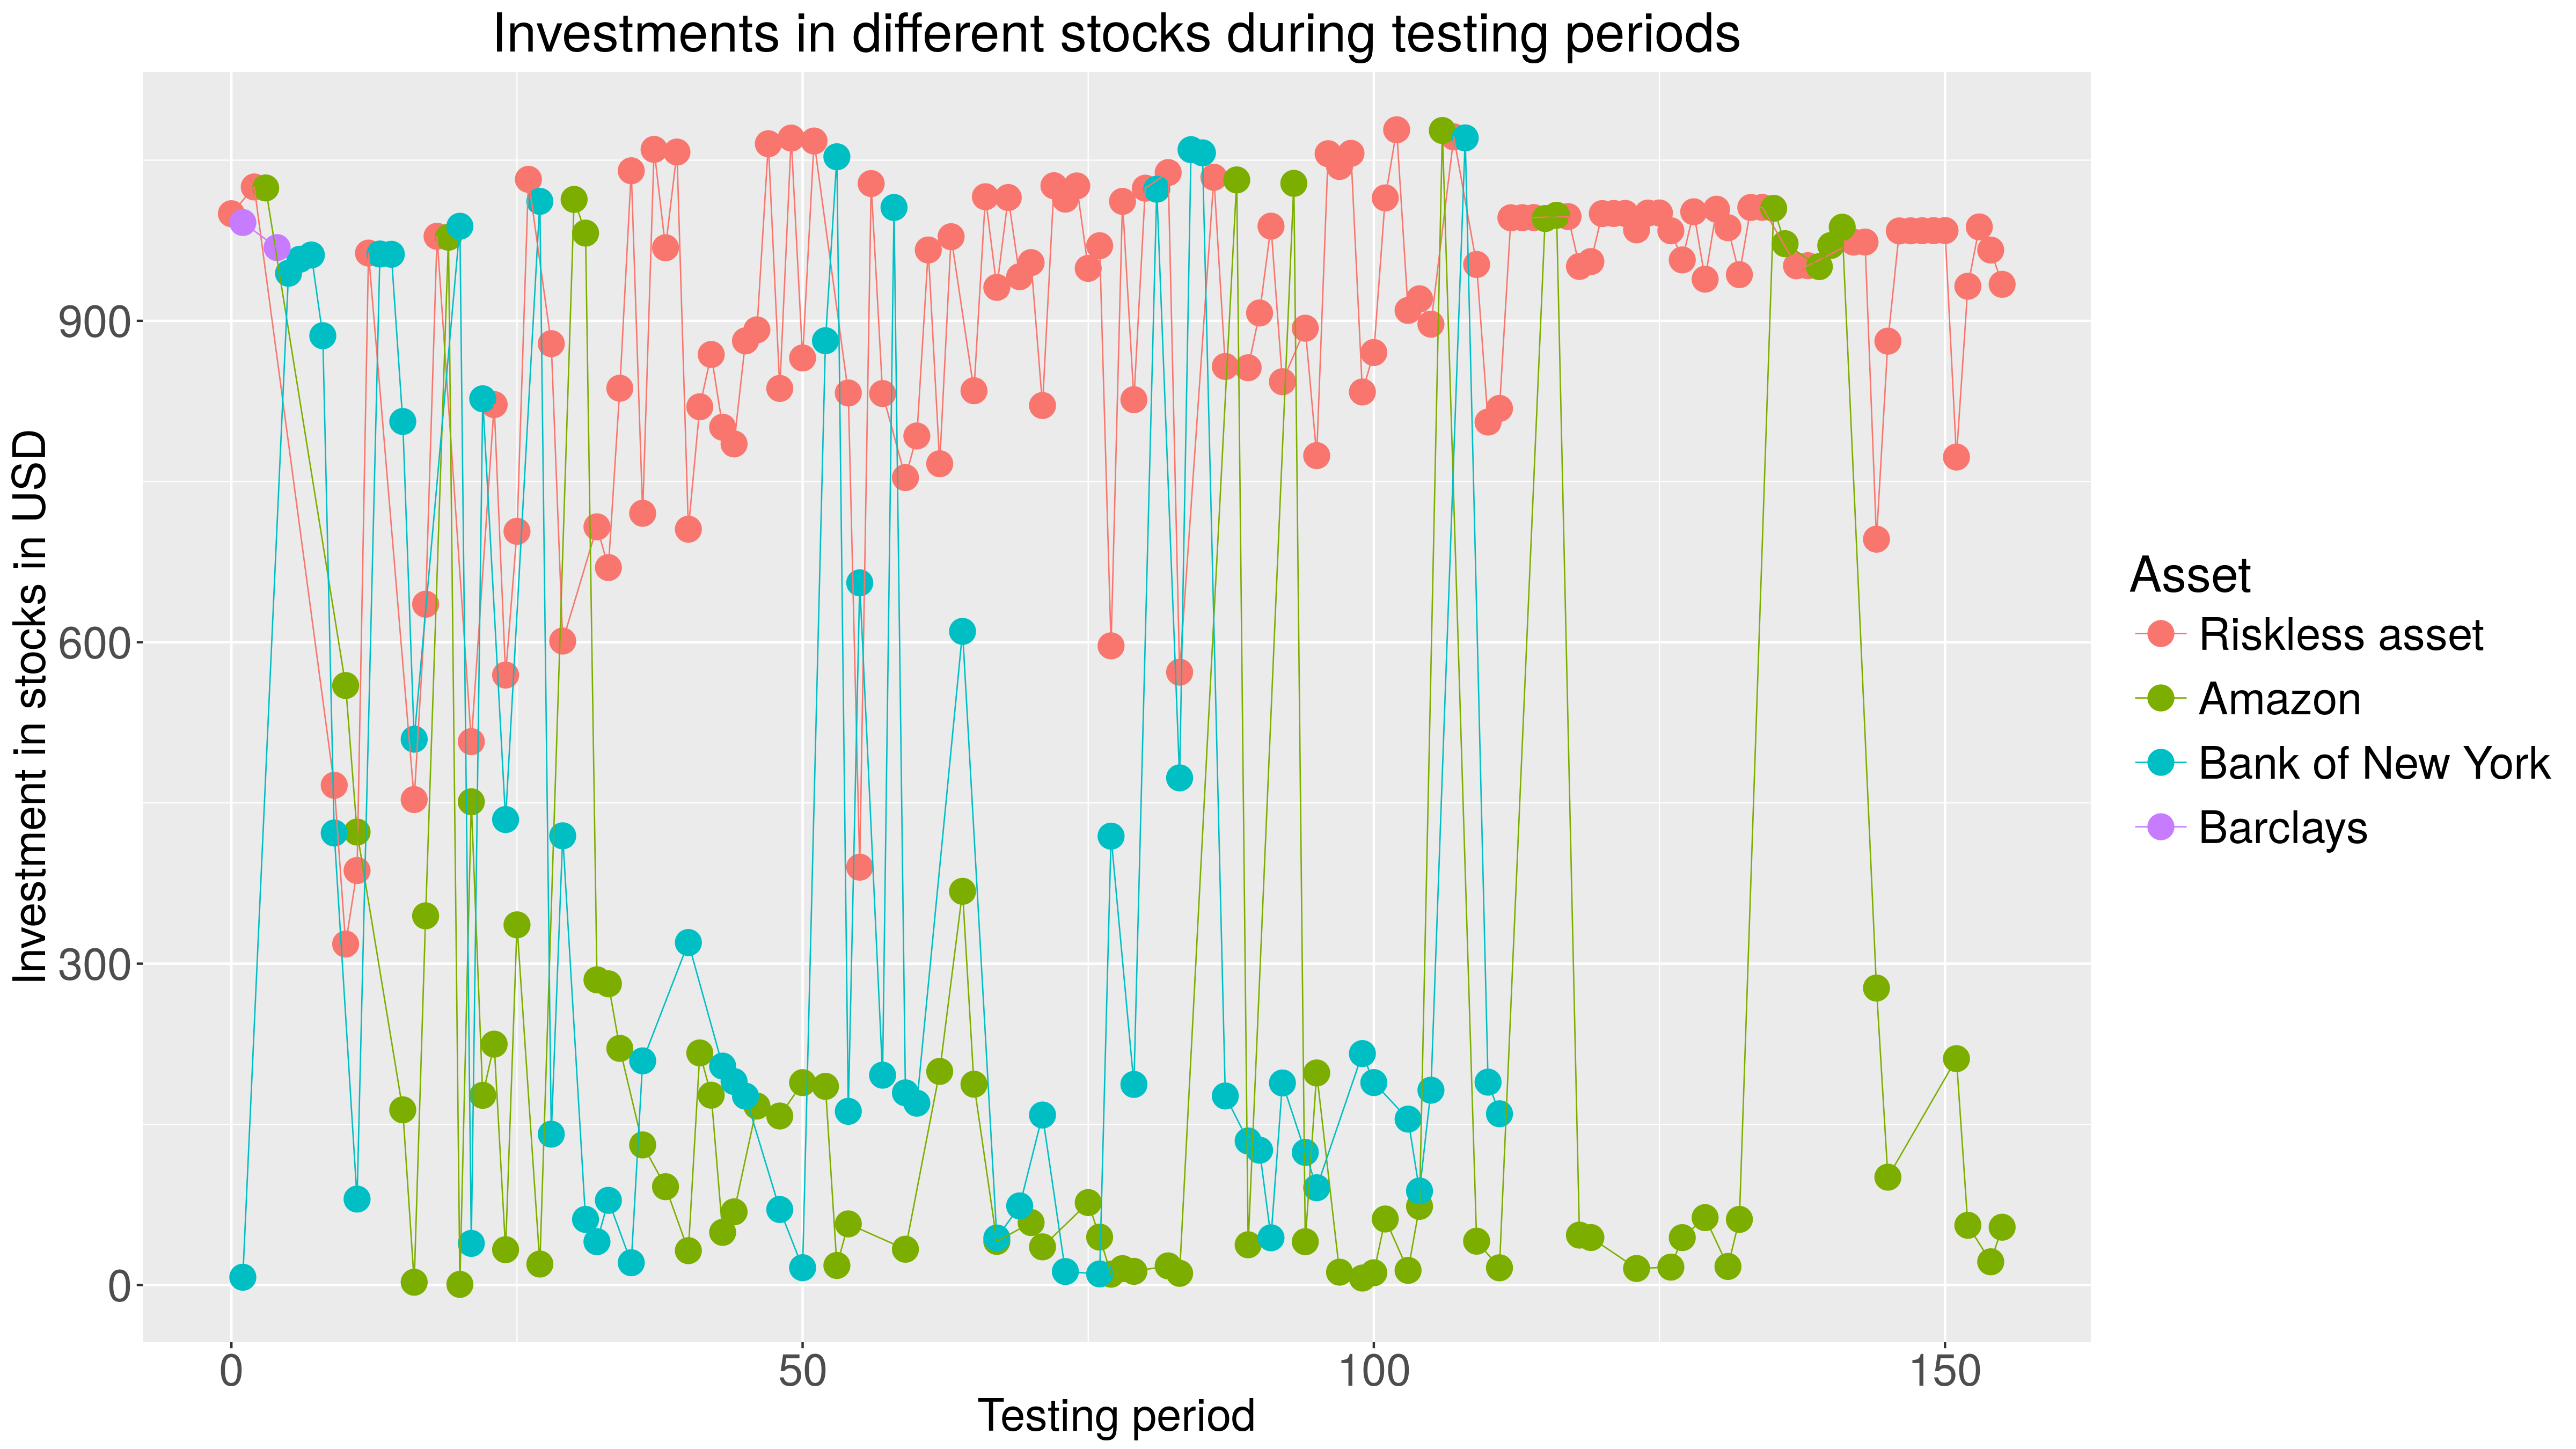 Investments in different stocks during testing periods
Investment in stocks in USD
900
600
300
0
0
50
100
150
Testing period
Asset
Riskless asset
Amazon
Bank of New York
Barclays